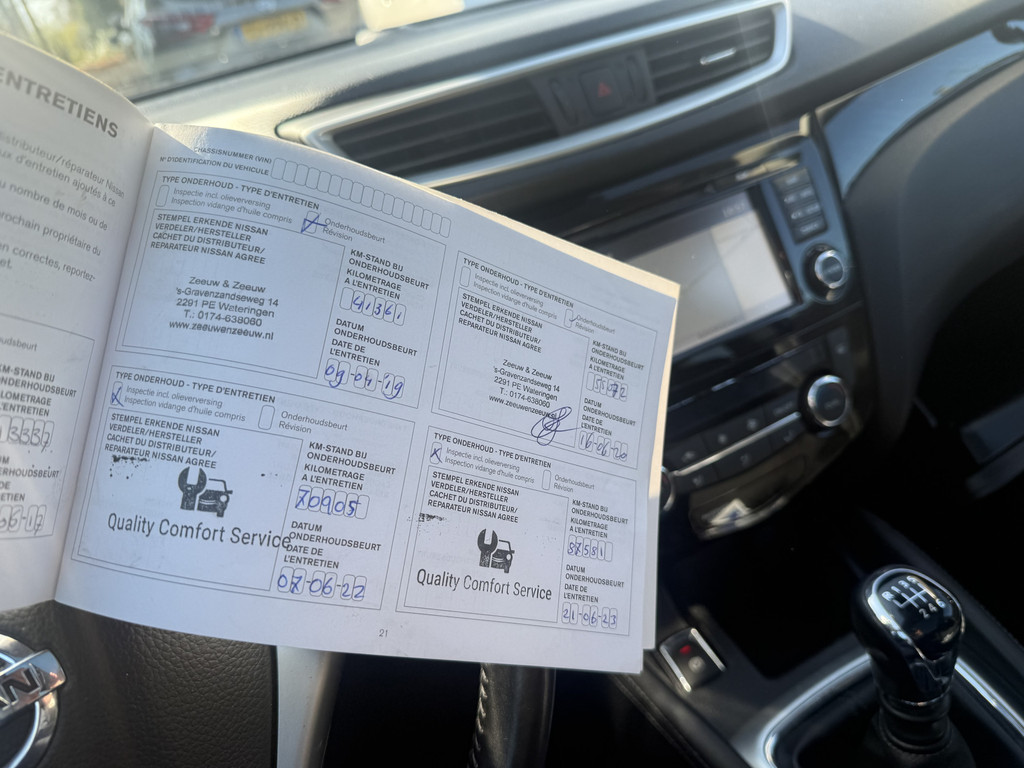 ENTRETIENS
distributeur/réparateur Nissan
d'entretien ajoutés à ce
nombre de mois ou de
prochain propriétaire du
correctes, reportez-
CHASSISNUMMER (VIN)
N° D'IDENTIFICATION DU VEHICULE
TYPE ONDERHOUD - TYPE D'ENTRETIEN
Inspectie incl. olieverversing
Inspection vidange d'huile compris
Onderhoudsbeurt
Révision
STEMPEL ERKENDE NISSAN
VERDELER/HERSTELLER
CACHET DU DISTRIBUTEUR/
REPARATEUR NISSAN AGREE
Zeeuw & Zeeuw
's-Gravenzandseweg 14
2291 PE Wateringen
T.: 0174-638060
www.zeeuwenzeeuw.nl
KM-STAND BIJ
ONDERHOUDSBEURT
KILOMETRAGE
A L'ENTRETIEN
41361
DATUM
ONDERHOUDSBEURT
DATE DE
L'ENTRETIEN
09-04-19
TYPE ONDERHOUD - TYPE D'ENTRETIEN
Inspectie incl. olieverversing
Inspection vidange d'huile compris
Onderhoudsbeurt
Révision
STEMPEL ERKENDE NISSAN
VERDELER/HERSTELLER
CACHET DU DISTRIBUTEUR/
REPARATEUR NISSAN AGREE
Zeeuw & Zeeuw
's-Gravenzandseweg 14
2291 PE Wateringen
T.: 0174-638060
KM-STAND BIJ
ONDERHOUDSBEURT
KILOMETRAGE
A L'ENTRETIEN
DATUM
ONDERHOUDSBEURT
DATE DE
L'ENTRETIEN
TYPE ONDERHOUD - TYPE D'ENTRETIEN
Inspectie incl. olieverversing
Inspection vidange d'huile compris
Onderhoudsbeurt
Révision
STEMPEL ERKENDE NISSAN
VERDELER/HERSTELLER
CACHET DU DISTRIBUTEUR/
REPARATEUR NISSAN AGREE
Quality Comfort Service
KM-STAND BIJ
ONDERHOUDSBEURT
KILOMETRAGE
A L'ENTRETIEN
70905
DATUM
ONDERHOUDSBEURT
DATE DE
L'ENTRETIEN
07-06-22
TYPE ONDERHOUD - TYPE D'ENTRETIEN
Inspectie incl. olieverversing
Inspection vidange d'huile compris
Onderhoudsbeurt
Révision
STEMPEL ERKENDE NISSAN
VERDELER/HERSTELLER
CACHET DU DISTRIBUTEUR/
REPARATEUR NISSAN AGREE
Quality Comfort Service
KM-STAND BIJ
ONDERHOUDSBEURT
KILOMETRAGE
A L'ENTRETIEN
87581
DATUM
ONDERHOUDSBEURT
DATE DE
L'ENTRETIEN
21-06-23
21